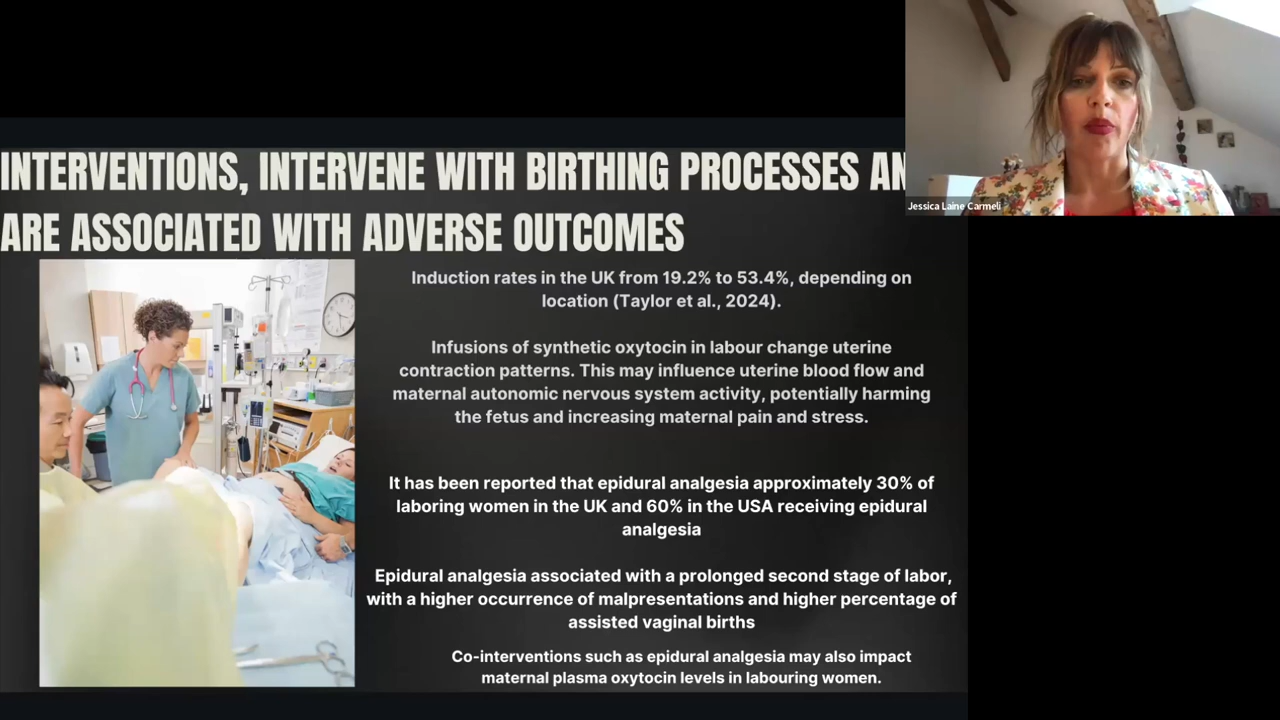 INTERVENTIONS, INTERVENE WITH BIRTHING PROCESSES AN
ARE ASSOCIATED WITH ADVERSE OUTCOMES
Jessica Laine Carmeli
Induction rates in the UK from 19.2% to 53.4%, depending on
location (Taylor et al., 2024).
Infusions of synthetic oxytocin in labour change uterine
contraction patterns. This may influence uterine blood flow and
maternal autonomic nervous system activity, potentially harming
the fetus and increasing maternal pain and stress.
It has been reported that epidural analgesia approximately 30% of
laboring women in the UK and 60% in the USA receiving epidural
analgesia
Epidural analgesia associated with a prolonged second stage of labor,
with a higher occurrence of malpresentations and higher percentage of
assisted vaginal births
Co-interventions such as epidural analgesia may also impact
maternal plasma oxytocin levels in labouring women.